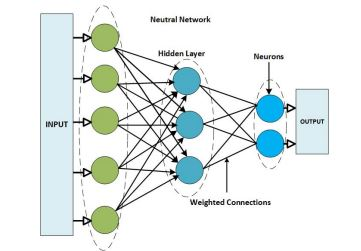 Neutral Network
Hidden Layer
Neurons
INPUT
OUTPUT
Weighted Connections